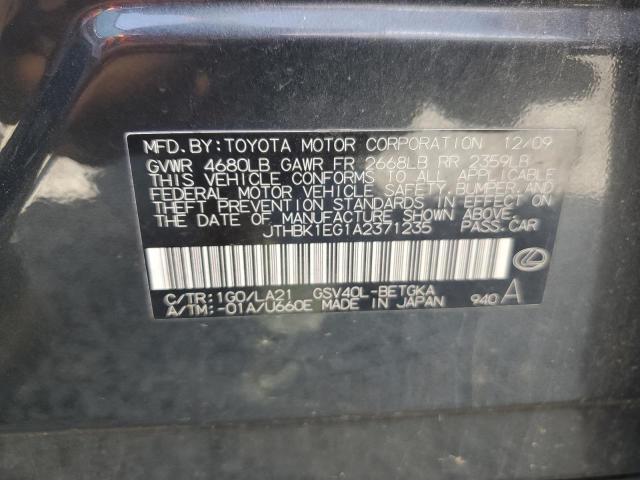 MFD. BY: TOYOTA MOTOR CORPORATION 12/09
GVWR 4680LB GAWR FR 2668LB RR 2359LB
THIS VEHICLE CONFORMS TO ALL APPLICABLE
FEDERAL MOTOR VEHICLE SAFETY, BUMPER, AND
THEFT PREVENTION STANDARDS IN EFFECT ON
THE DATE OF MANUFACTURE SHOWN ABOVE.
JTHBK1EG1A2371235 PASS. CAR
C/TR: 1G0/LA21 GSV40L-BETGKA
A/TM: -01A/U660E MADE IN JAPAN 940 A